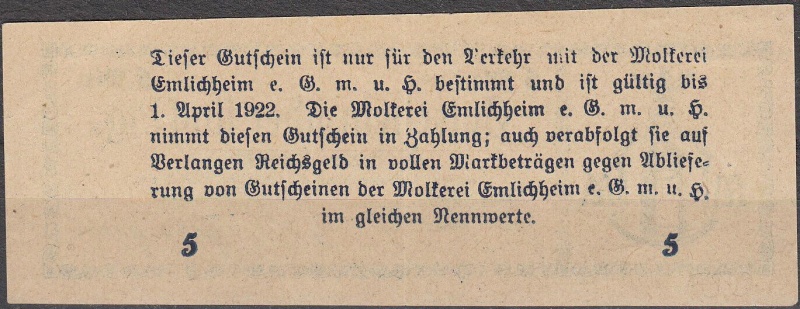 Dieser Gutschein ist nur für den Verkehr mit der Molkerei
Emlichheim e. G. m. u. H. bestimmt und ist gültig bis
1. April 1922. Die Molkerei Emlichheim e. G. m. u. H.
nimmt diesen Gutschein in Zahlung; auch verabfolgt sie auf
Verlangen Reichsgeld in vollen Markbeträgen gegen Abliefe-
rung von Gutscheinen der Molkerei Emlichheim e. G. m. u. H.
im gleichen Nennwerte.
5 5